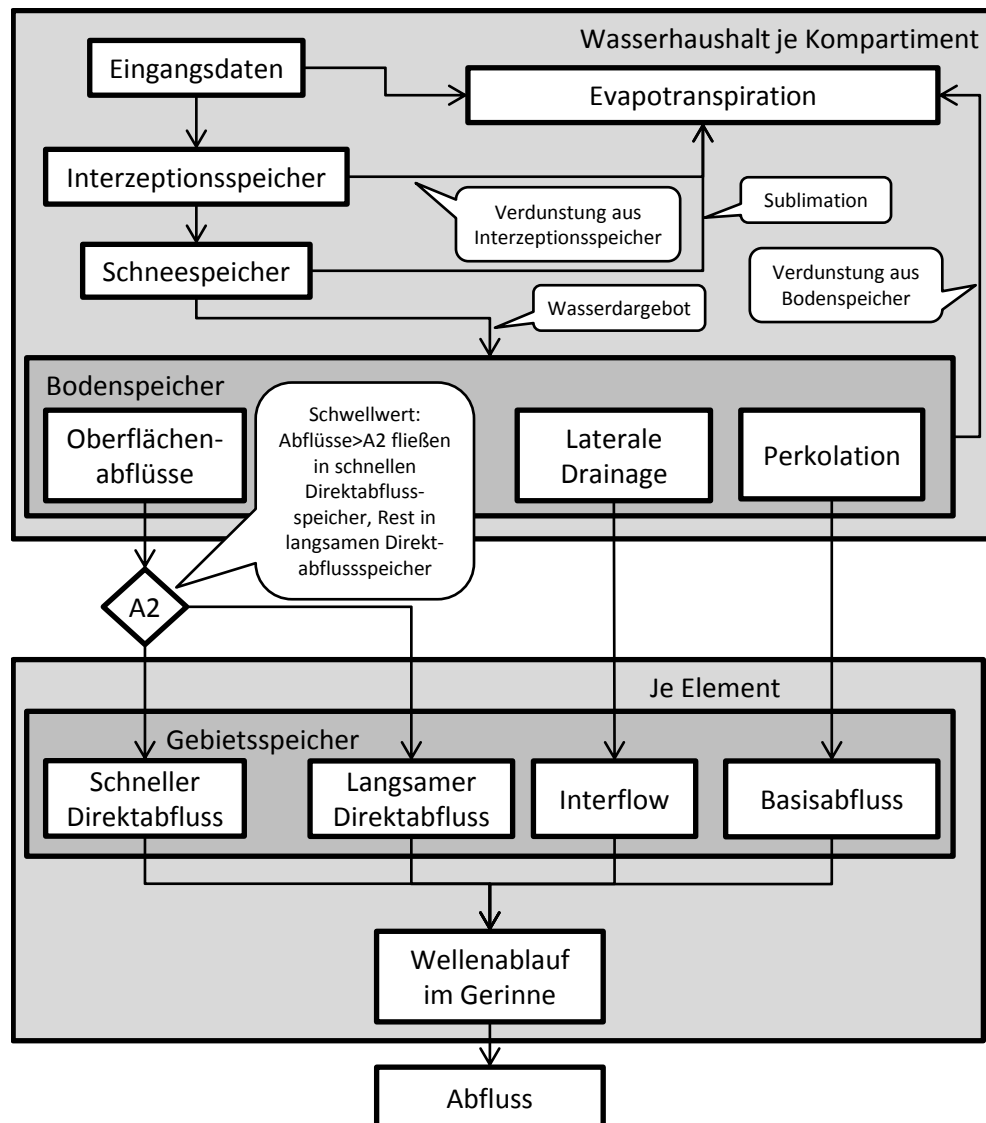 Wasserhaushalt je Kompartiment
Eingangsdaten
Evapotranspiration
Interzeptionsspeicher
Verdunstung aus
Interzeptionsspeicher
Sublimation
Schneespeicher
Verdunstung aus
Bodenspeicher
Wasserdargebot
Bodenspeicher
Oberflächen-
abflüsse
Schwellwert:
Abflüsse>A2 fließen
in schnellen
Direktabfluss-
speicher, Rest in
langsamen Direkt-
abflussspeicher
Laterale
Drainage
Perkolation
A2
Je Element
Gebietsspeicher
Schneller
Direktabfluss
Langsamer
Direktabfluss
Interflow
Basisabfluss
Wellenablauf
im Gerinne
Abfluss